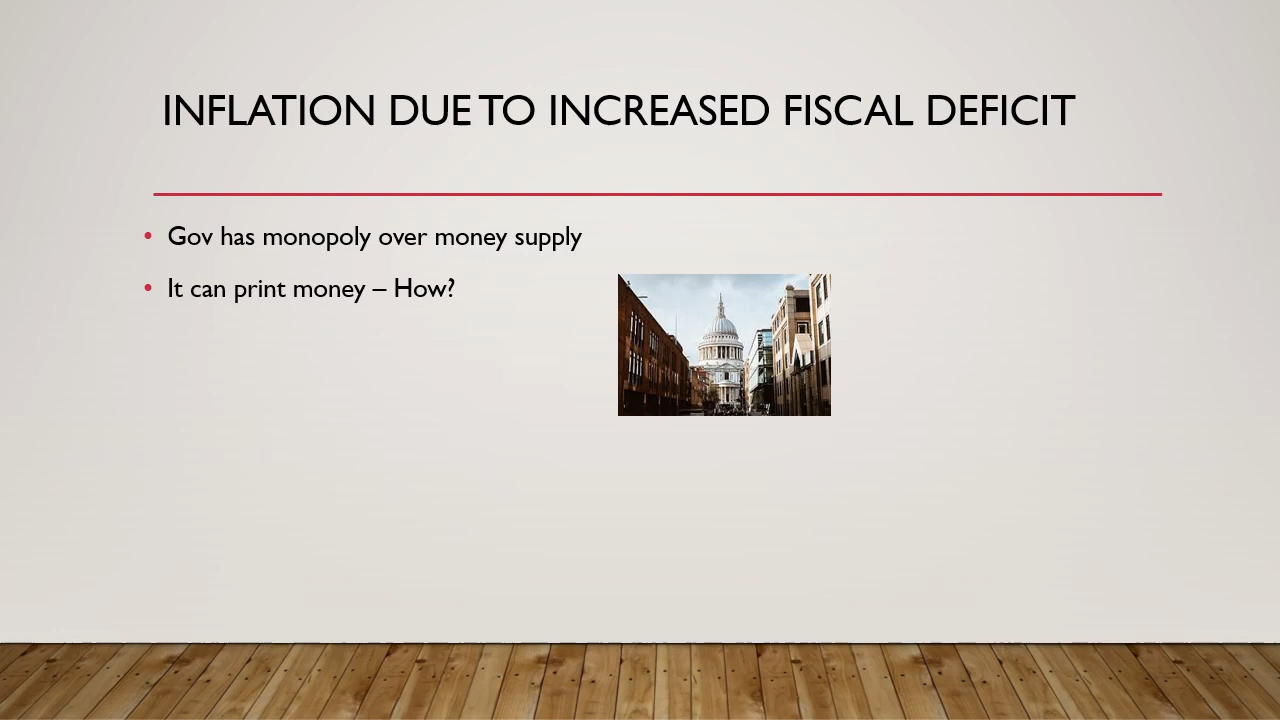 INFLATION DUE TO INCREASED FISCAL DEFICIT
• Gov has monopoly over money supply
• It can print money – How?